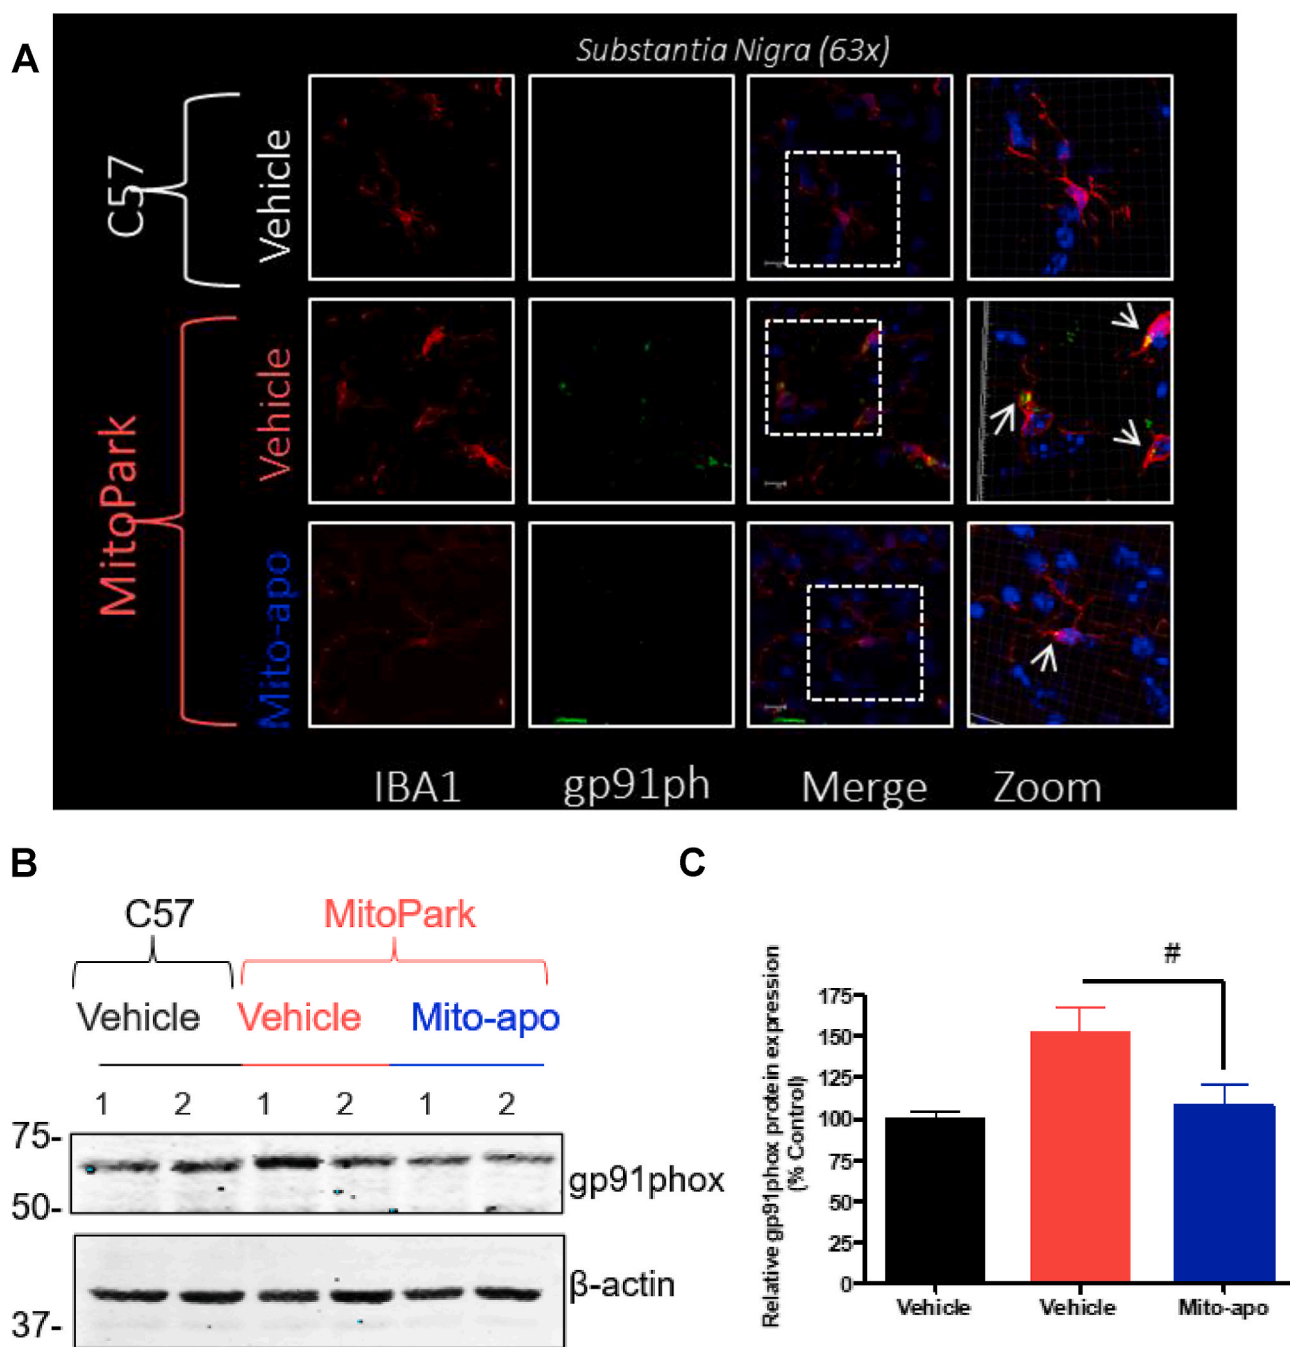 A
Substantia Nigra (63x)
C57
Vehicle
MitoPark
Vehicle
Mito-apo
IBA1 gp91ph Merge Zoom
B
C57 MitoPark
Vehicle Vehicle Mito-apo
1 2 1 2 1 2
75-
gp91phox
50-
β-actin
37-
C
#
Relative gp91phox protein expression
(% Control)
175
150
125
100
75
50
25
0
Vehicle Vehicle Mito-apo